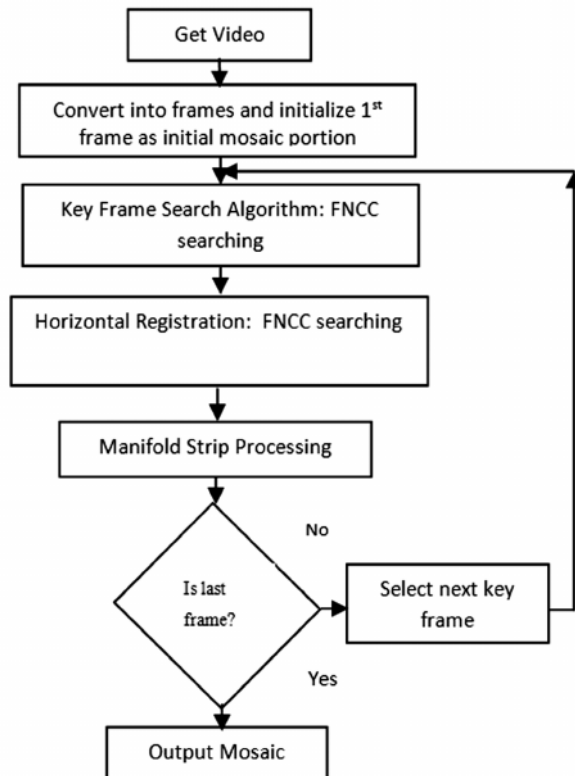 Get Video
Convert into frames and initialize 1st
frame as initial mosaic portion
Key Frame Search Algorithm: FNCC
searching
Horizontal Registration: FNCC searching
Manifold Strip Processing
No
Is last
frame?
Select next key
frame
Yes
Output Mosaic